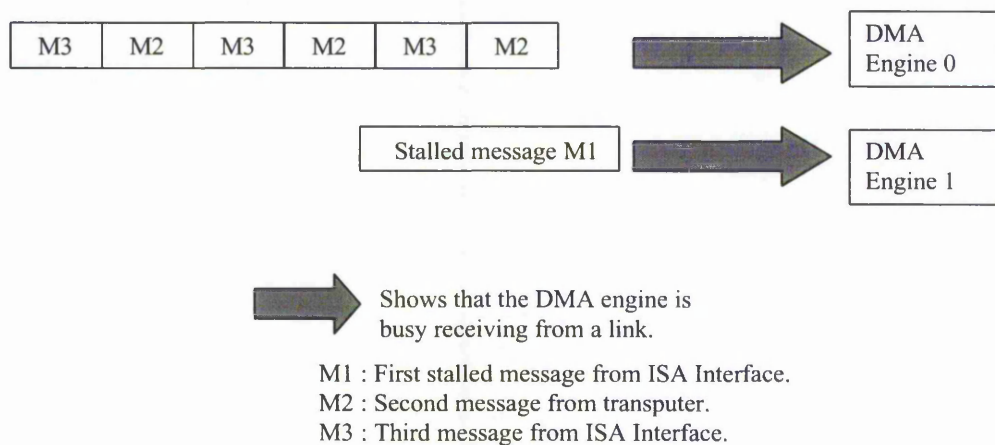 M3 M2 M3 M2 M3 M2
DMA
Engine 0
Stalled message M1
DMA
Engine 1
Shows that the DMA engine is
busy receiving from a link.
M1 : First stalled message from ISA Interface.
M2 : Second message from transputer.
M3 : Third message from ISA Interface.